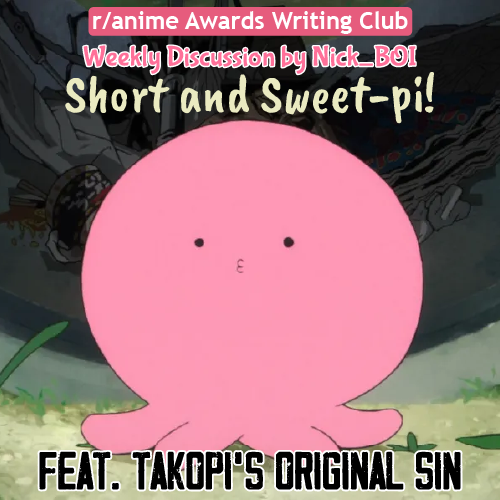 r/anime Awards Writing Club
Weekly Discussion by Nick_BOI
Short and Sweet-pi!
FEAT. TAKOPI'S ORIGINAL SIN